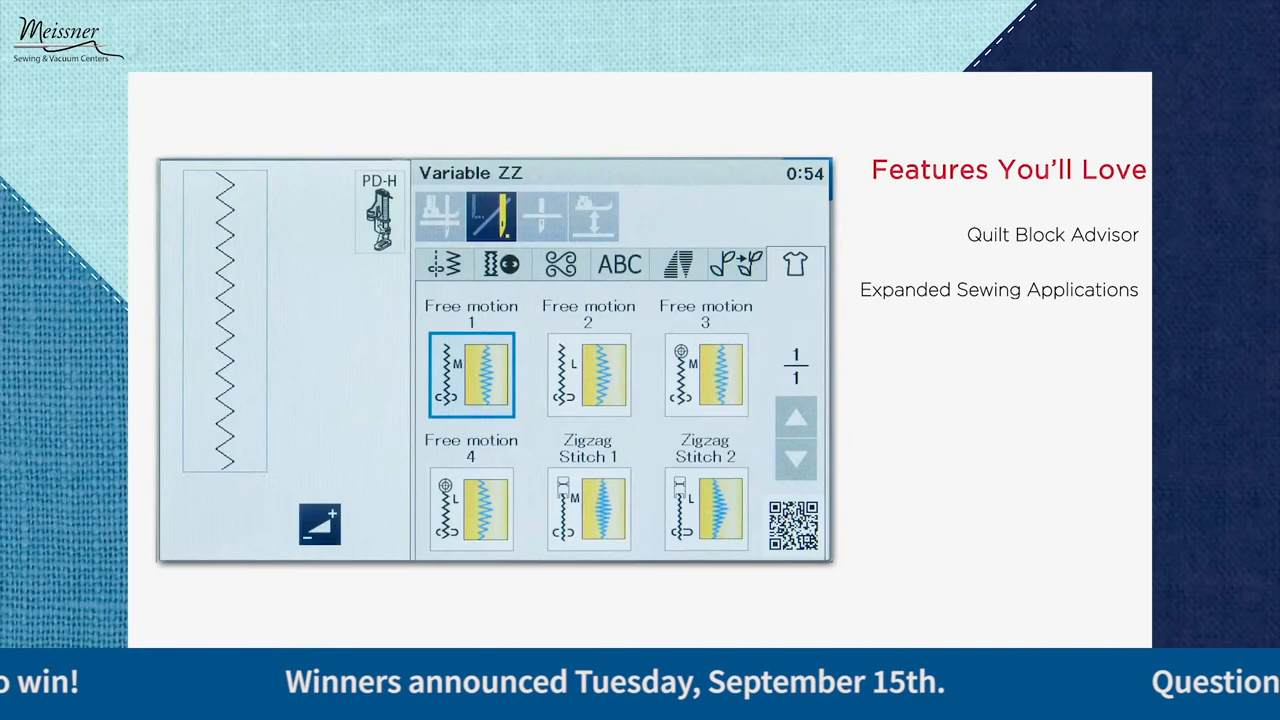 Meissner
Sewing & Vacuum Centers
PD-H
Variable ZZ
0:54
ABC
Free motion
1
Free motion
2
Free motion
3
M
L
M
1
1
Free motion
4
Zigzag
Stitch 1
Zigzag
Stitch 2
L
M
L
Features You'll Love
Quilt Block Advisor
Expanded Sewing Applications
o win!
Winners announced Tuesday, September 15th.
Question